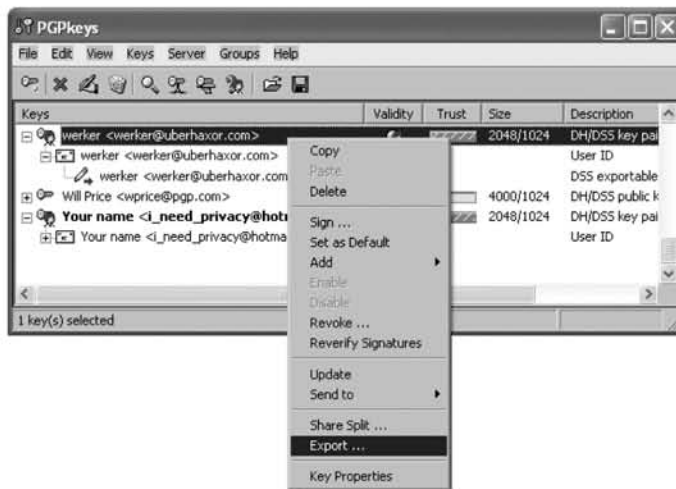 PGPkeys
File Edit View Keys Server Groups Help
Keys Validity Trust Size Description
werker <werker@uberhaxor.com> 2048/1024 DH/DSS key pai
werker <werker@uberhaxor.com> User ID
werker <werker@uberhaxor.com DSS exportable
Will Price <wprice@pgp.com> 4000/1024 DH/DSS public k
Your name <i_need_privacy@hotm 2048/1024 DH/DSS key pai
Your name <i_need_privacy@hotma User ID
1 key(s) selected
Copy
Paste
Delete
Sign ...
Set as Default
Add
Enable
Disable
Revoke ...
Reverify Signatures
Update
Send to
Share Split ...
Export ...
Key Properties